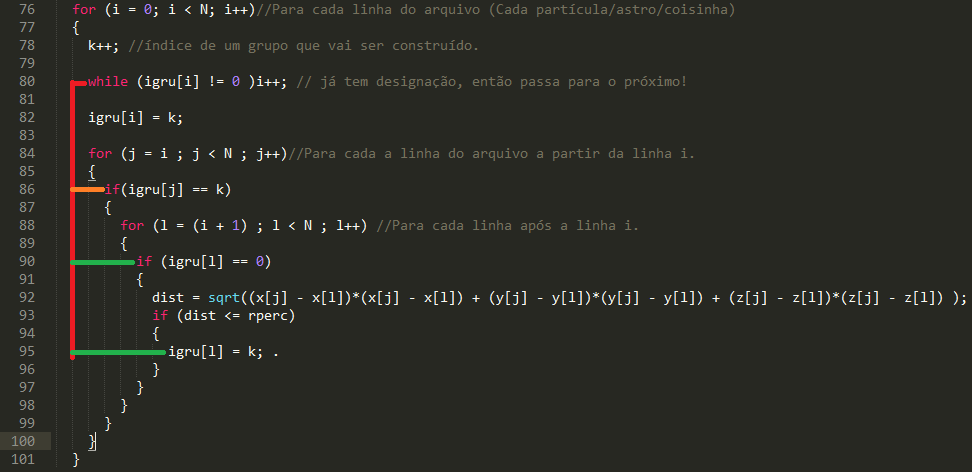 76 for (i = 0; i < N; i++)//Para cada linha do arquivo (Cada partícula/astro/coisinha)
77 {
78 k++; //índice de um grupo que vai ser construído.
79
80 while (igru[i] != 0 )i++; // já tem designação, então passa para o próximo!
81
82 igru[i] = k;
83
84 for (j = i ; j < N ; j++)//Para cada a linha do arquivo a partir da linha i.
85 {
86 if(igru[j] == k)
87 {
88 for (l = (i + 1) ; l < N ; l++) //Para cada linha após a linha i.
89 {
90 if (igru[l] == 0)
91 {
92 dist = sqrt((x[j] - x[l])*(x[j] - x[l]) + (y[j] - y[l])*(y[j] - y[l]) + (z[j] - z[l])*(z[j] - z[l]) );
93 if (dist <= rperc)
94 {
95 igru[l] = k; .
96 }
97 }
98 }
99 }
100 }
101 }